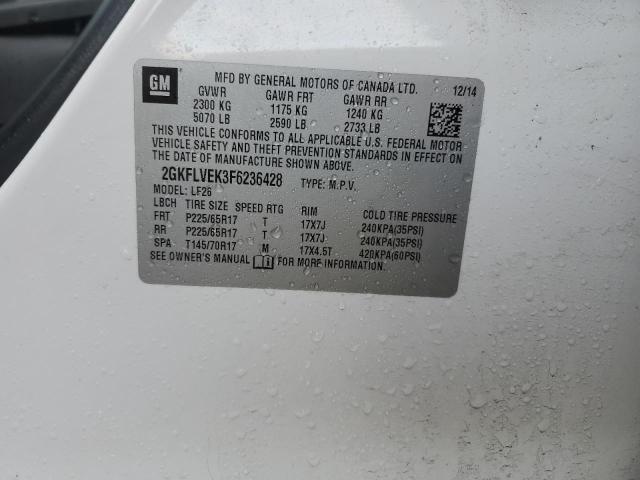 GM
MFD BY GENERAL MOTORS OF CANADA LTD. 12/14
GVWR GAWR FRT GAWR RR
2300 KG 1175 KG 1240 KG
5070 LB 2590 LB 2733 LB
THIS VEHICLE CONFORMS TO ALL APPLICABLE U.S. FEDERAL MOTOR
VEHICLE SAFETY AND THEFT PREVENTION STANDARDS IN EFFECT ON
THE DATE OF MANUFACTURE SHOWN ABOVE.
2GKFLVEK3F6236428 TYPE: M.P.V.
MODEL: LF26
LBCH TIRE SIZE SPEED RTG RIM COLD TIRE PRESSURE
FRT P225/65R17 T 17X7J 240KPA(35PSI)
RR P225/65R17 T 17X7J 240KPA(35PSI)
SPA T145/70R17 M 17X4.5T 420KPA(60PSI)
SEE OWNER'S MANUAL FOR MORE INFORMATION.